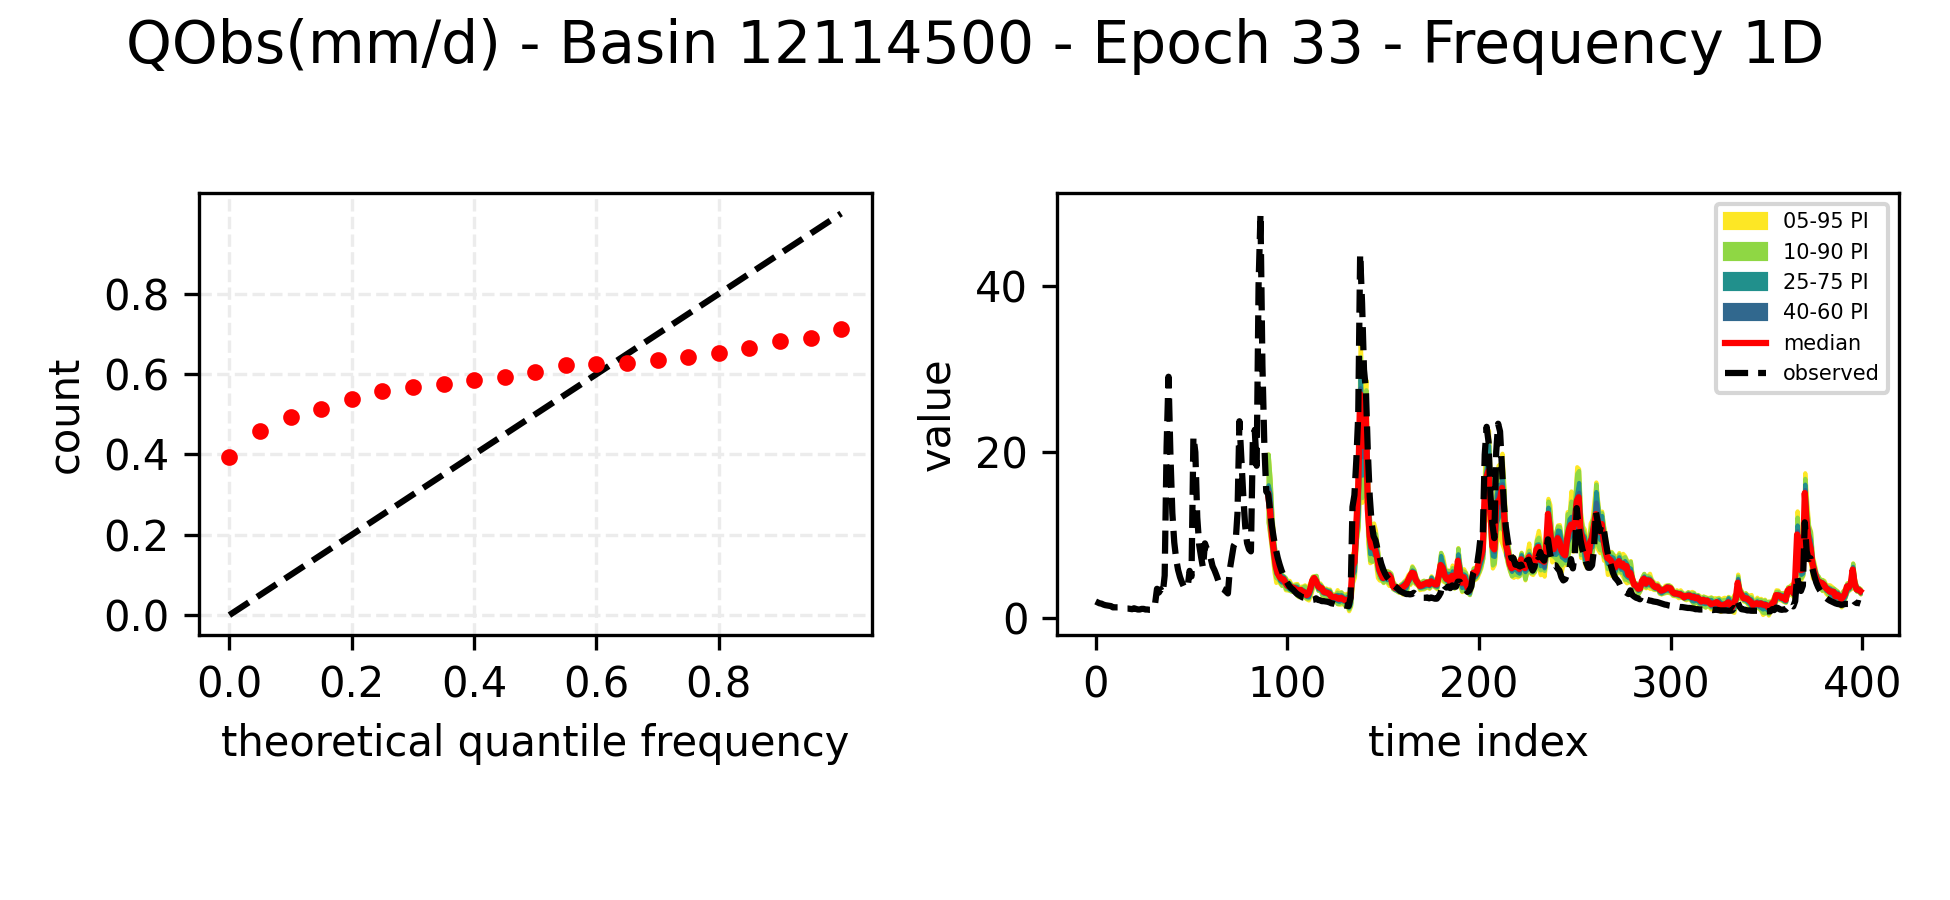 QObs(mm/d) - Basin 12114500 - Epoch 33 - Frequency 1D
count
0.8
0.6
0.4
0.2
0.0
0.0 0.2 0.4 0.6 0.8
theoretical quantile frequency
value
40
20
0
0 100 200 300 400
time index
05-95 PI
10-90 PI
25-75 PI
40-60 PI
median
observed